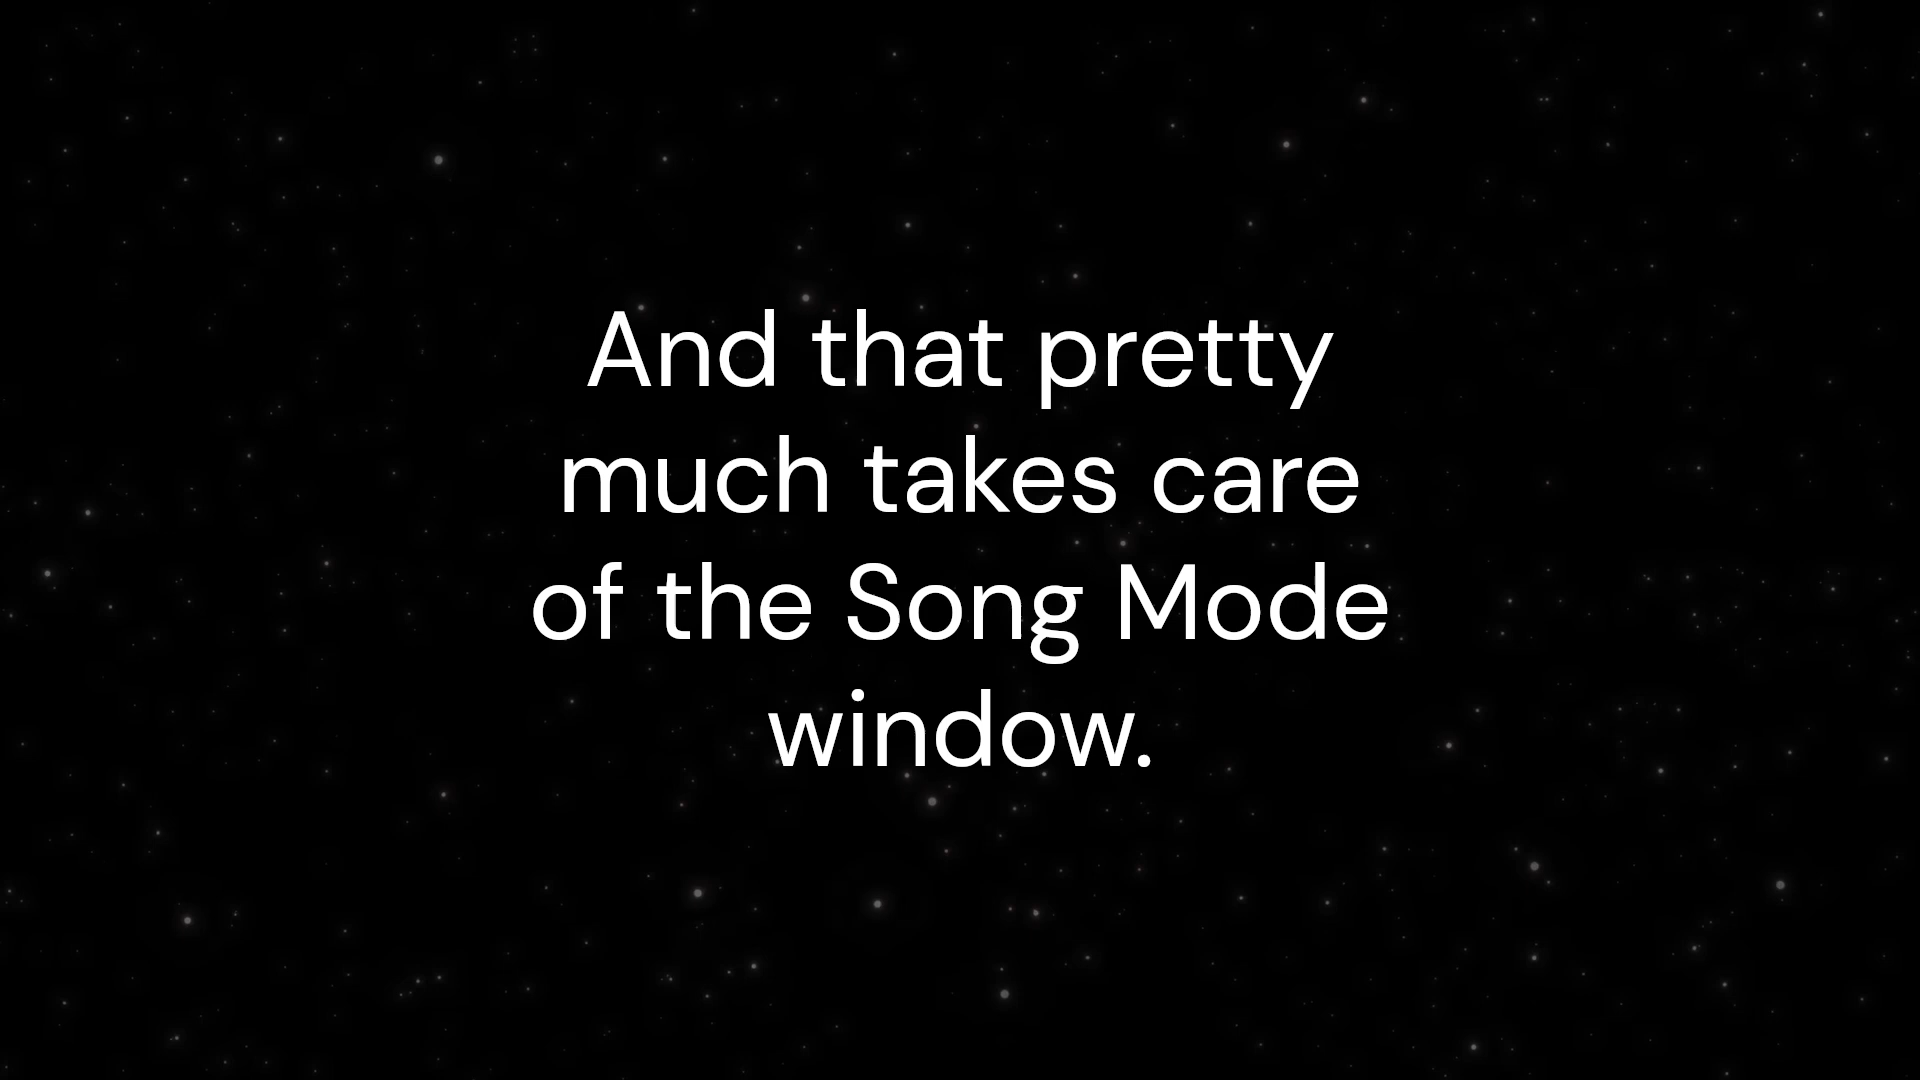 And that pretty
much takes care
of the Song Mode
window.